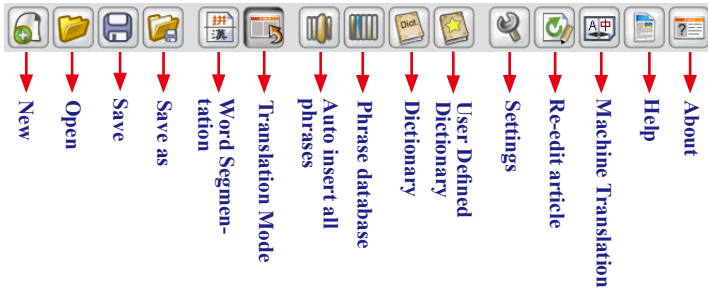 拼
漢
Dict.
A中
?
New
Open
Save
Save as
Word Segmen-
tation
Translation Mode
Auto insert all
phrases
Phrase database
Dictionary
User Defined
Dictionary
Settings
Re-edit article
Machine Translation
Help
About